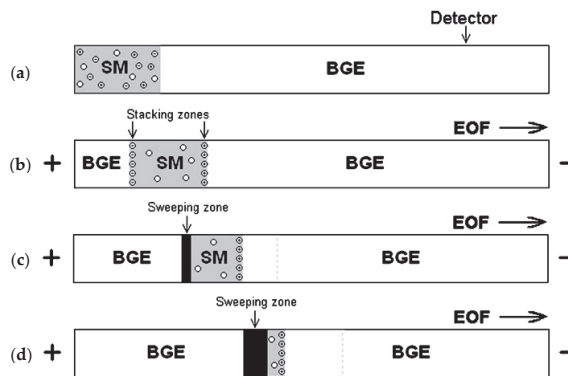 Detector
(a) SM BGE
Stacking zones
EOF
(b) + BGE SM BGE -
Sweeping zone
EOF
(c) + BGE SM BGE -
Sweeping zone
EOF
(d) + BGE BGE -